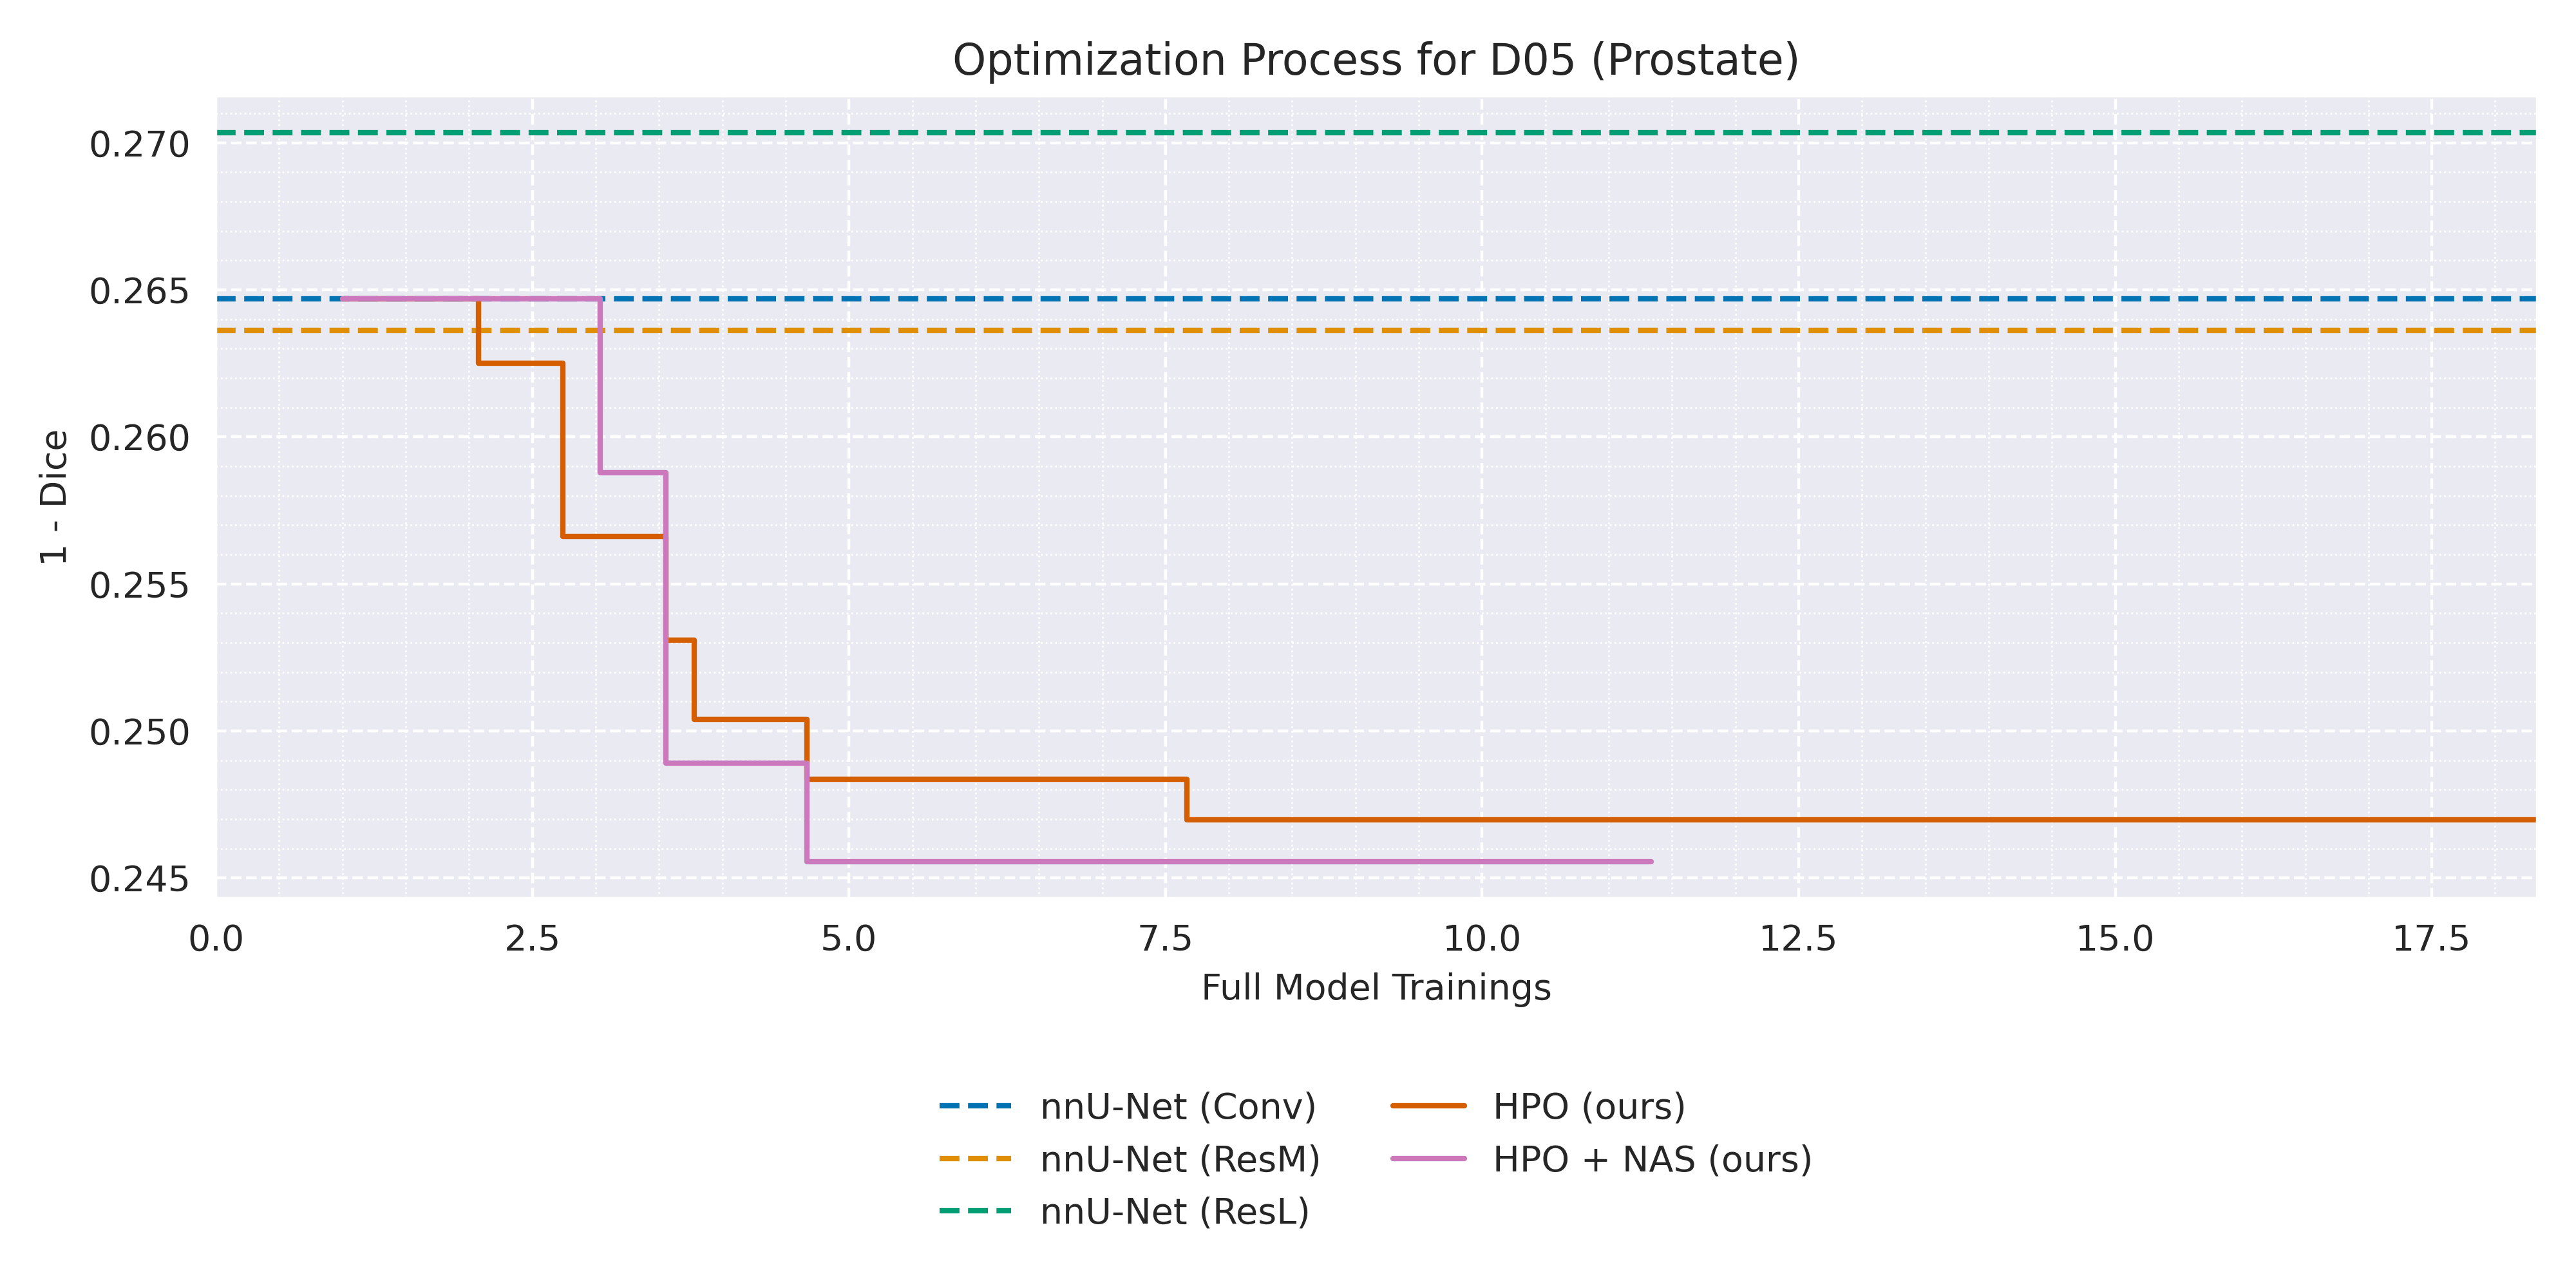 Optimization Process for D05 (Prostate)
1 - Dice
0.270
0.265
0.260
0.255
0.250
0.245
0.0 2.5 5.0 7.5 10.0 12.5 15.0 17.5
Full Model Trainings
nnU-Net (Conv)
nnU-Net (ResM)
nnU-Net (ResL)
HPO (ours)
HPO + NAS (ours)